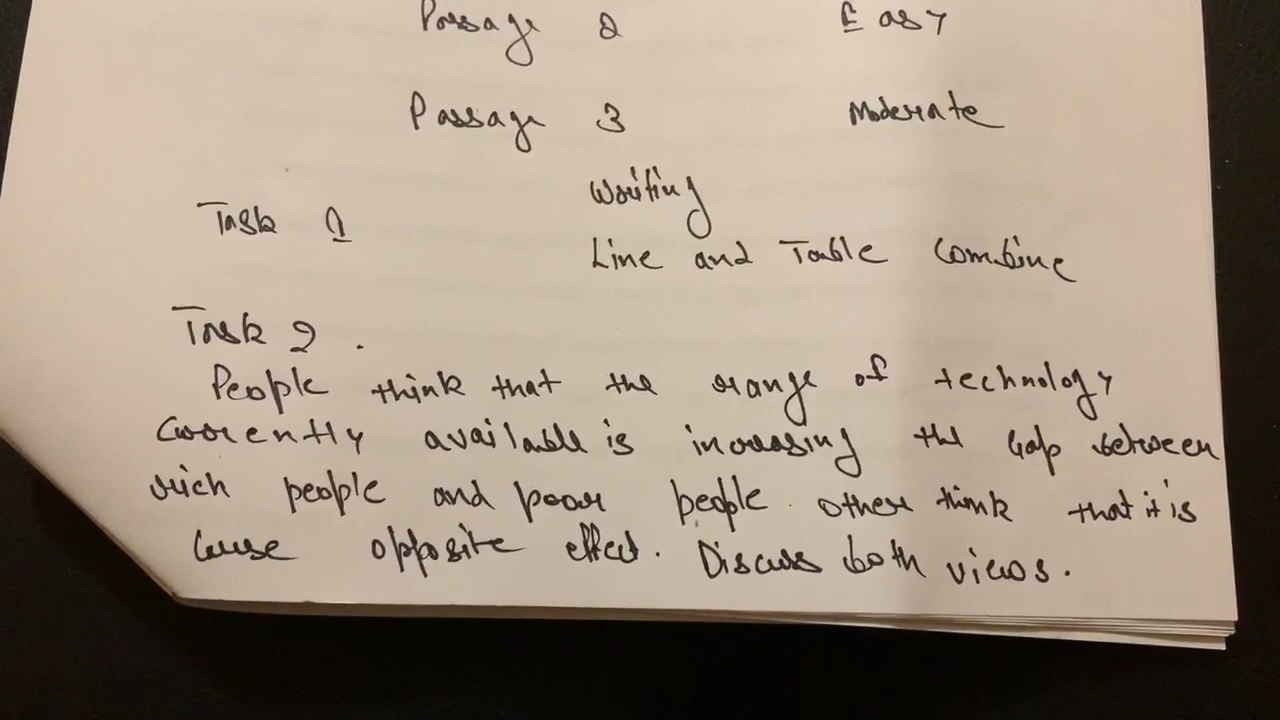 Passage 2 Easy
Passage 3 Moderate
Writing
Task 1
Line and Table Combine
Task 2.
People think that the range of technology
currently available is increasing the Gap between
rich people and poor people. other think that it is
cause opposite effect. Discuss both views.